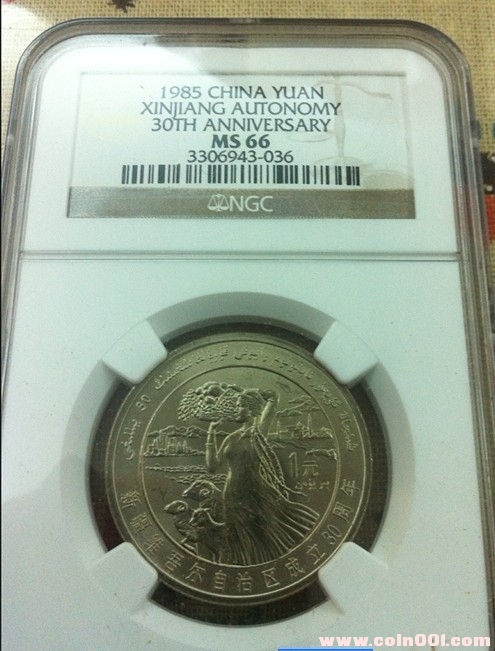 1985 CHINA YUAN
XINJIANG AUTONOMY
30TH ANNIVERSARY
MS 66
3306943-036
NGC
30
1元
新疆维吾尔自治区成立30周年
www.coin001.com